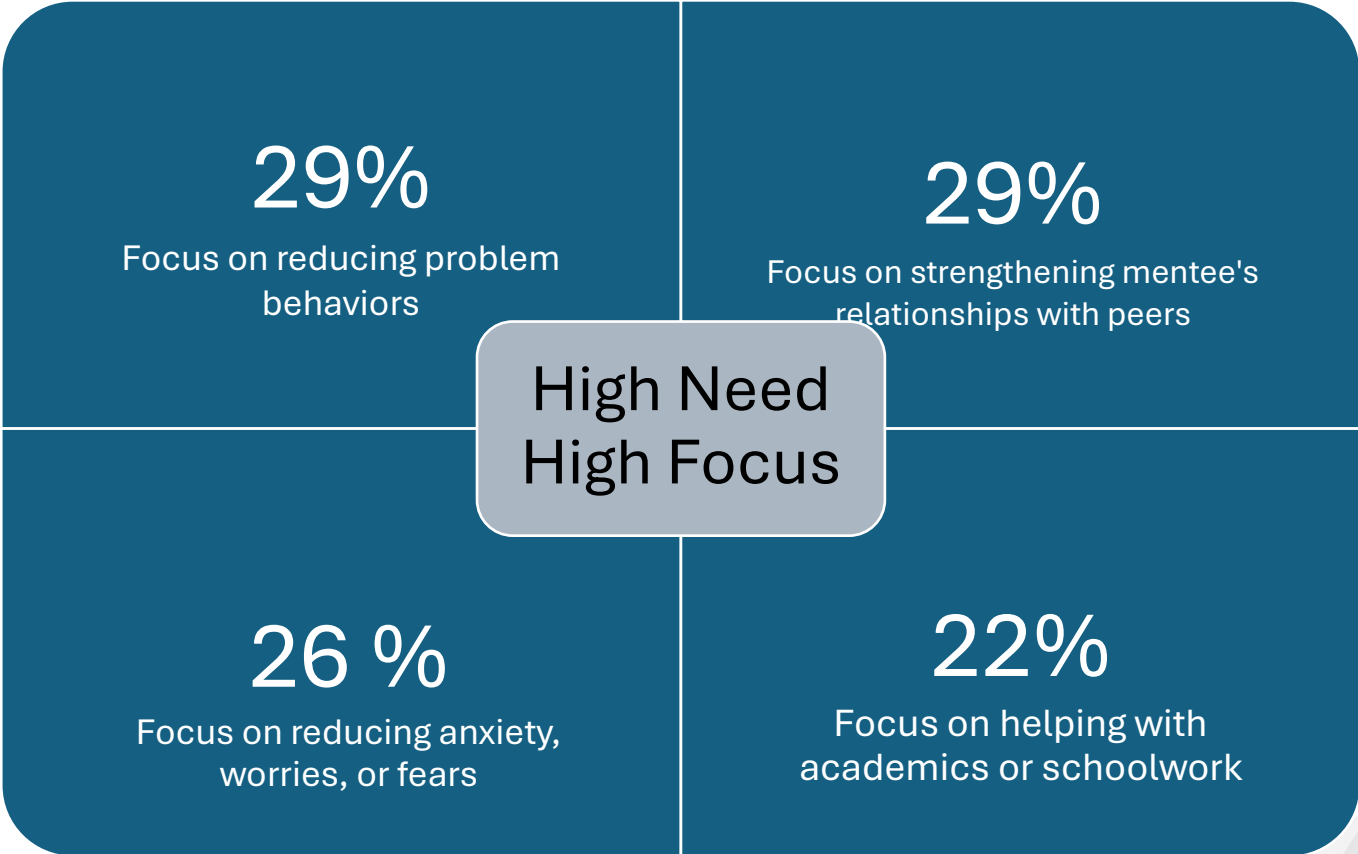 29%
Focus on reducing problem
behaviors
29%
Focus on strengthening mentee's
relationships with peers
High Need
High Focus
26 %
Focus on reducing anxiety,
worries, or fears
22%
Focus on helping with
academics or schoolwork